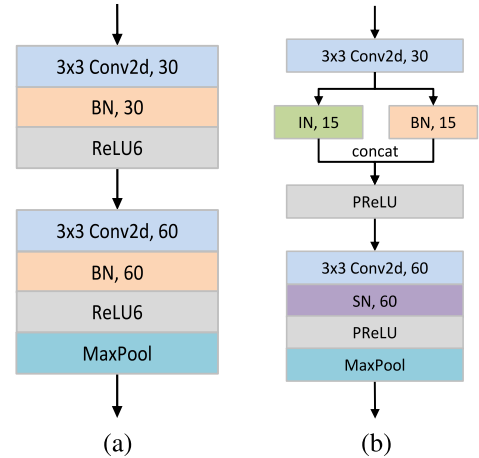 3x3 Conv2d, 30
BN, 30
ReLU6
3x3 Conv2d, 60
BN, 60
ReLU6
MaxPool
(a)
3x3 Conv2d, 30
IN, 15
BN, 15
concat
PReLU
3x3 Conv2d, 60
SN, 60
PReLU
MaxPool
(b)